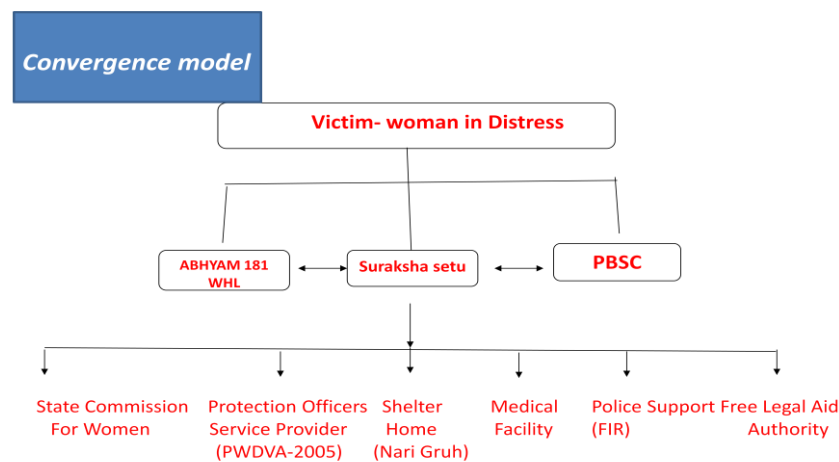 Convergence model
Victim- woman in Distress
ABHYAM 181
WHL
Suraksha setu
PBSC
State Commission
For Women
Protection Officers
Service Provider
(PWDVA-2005)
Shelter
Home
(Nari Gruh)
Medical
Facility
Police Support
(FIR)
Free Legal Aid
Authority